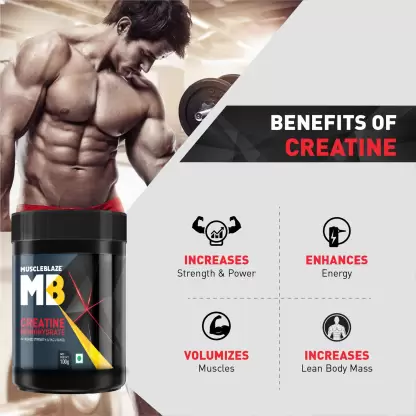 BENEFITS OF
CREATINE
INCREASES
Strength & Power
ENHANCES
Energy
VOLUMIZES
Muscles
INCREASES
Lean Body Mass
MUSCLEBLAZE
MB
CREATINE
MONOHYDRATE
100g